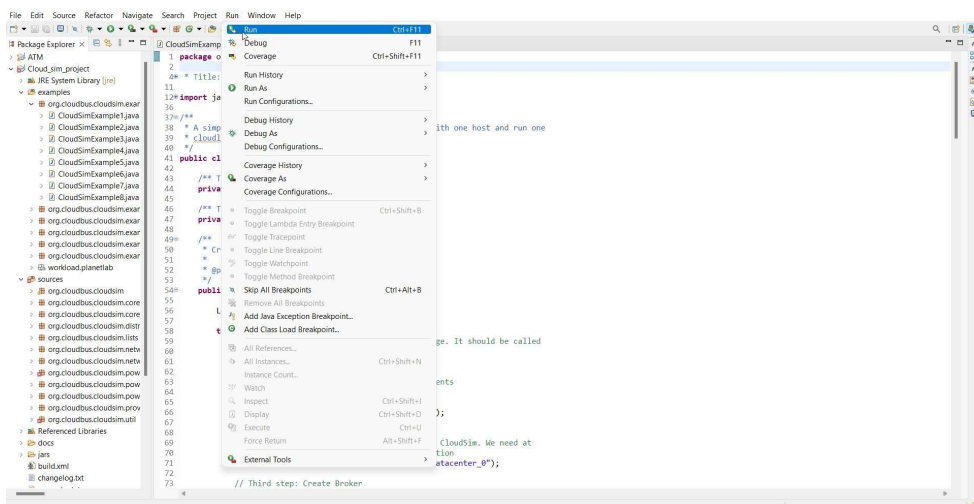 File Edit Source Refactor Navigate Search Project Run Window Help
Package Explorer
ATM
Cloud_sim_project
JRE System Library [jre]
examples
org.cloudbus.cloudsim.exar
CloudSimExample1.java
CloudSimExample2.java
CloudSimExample3.java
CloudSimExample4.java
CloudSimExample5.java
CloudSimExample6.java
CloudSimExample7.java
CloudSimExample8.java
org.cloudbus.cloudsim.exar
org.cloudbus.cloudsim.exar
org.cloudbus.cloudsim.exar
org.cloudbus.cloudsim.exar
org.cloudbus.cloudsim.exar
workload.planetlab
sources
org.cloudbus.cloudsim
org.cloudbus.cloudsim.core
org.cloudbus.cloudsim.core
org.cloudbus.cloudsim.distr
org.cloudbus.cloudsim.lists
org.cloudbus.cloudsim.netw
org.cloudbus.cloudsim.netw
org.cloudbus.cloudsim.pow
org.cloudbus.cloudsim.pow
org.cloudbus.cloudsim.pow
org.cloudbus.cloudsim.prov
org.cloudbus.cloudsim.util
Referenced Libraries
docs
jars
build.xml
changelog.txt
CloudSimExamp
1 package o
2
4 * Title:
11
12 import ja
36
37 /**
38 * A simp ith one host and run one
39 * cloudl
40 */
41 public cl
42
43 /** T
44 priva
45
46 /** T
47 priva
48
49 /**
50 * Cr
51 *
52 * @p
53 */
54 publi
55
56 L
57
58 t
59 ge. It should be called
60
61
62
63 ents
64
65
66 );
67
68
69 CloudSim. We need at
70 tion
71 atacenter_0");
72
73 // Third step: Create Broker
Run Ctrl+F11
Debug F11
Coverage Ctrl+Shift+F11
Run History
Run As
Run Configurations...
Debug History
Debug As
Debug Configurations...
Coverage History
Coverage As
Coverage Configurations...
Toggle Breakpoint Ctrl+Shift+B
Toggle Lambda Entry Breakpoint
Toggle Tracepoint
Toggle Line Breakpoint
Toggle Watchpoint
Toggle Method Breakpoint
Skip All Breakpoints Ctrl+Alt+B
Remove All Breakpoints
Add Java Exception Breakpoint...
Add Class Load Breakpoint...
All References...
All Instances... Ctrl+Shift+N
Instance Count...
Watch
Inspect Ctrl+Shift+I
Display Ctrl+Shift+D
Execute Ctrl+U
Force Return Alt+Shift+F
External Tools